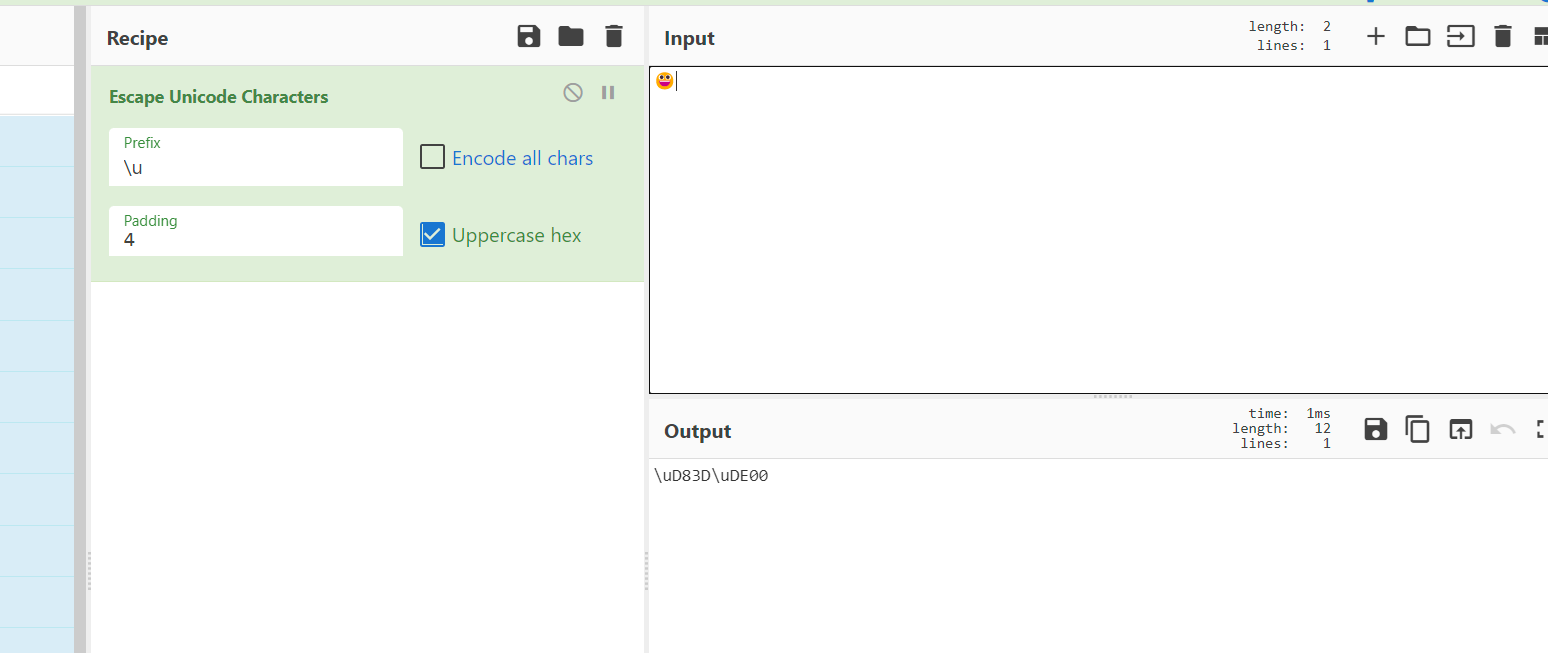 Recipe
Escape Unicode Characters
Prefix
\u
Encode all chars
Padding
4
Uppercase hex
Input
length: 2
lines: 1
😀
Output
time: 1ms
length: 12
lines: 1
\uD83D\uDE00